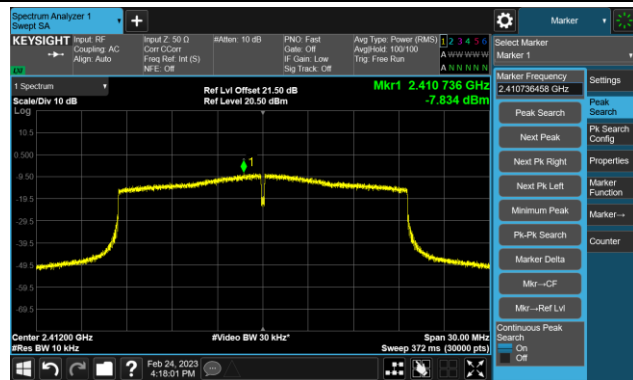 Spectrum Analyzer 1
Swept SA
Marker
KEYSIGHT
Input: RF
Coupling: AC
Align: Auto
Input Z: 50 Ω
Corr CCorr
Freq Ref: Int (S)
NFE: Off
#Atten: 10 dB
PNO: Fast
Gate: Off
IF Gain: Low
Sig Track: Off
Avg Type: Power (RMS)
Avg|Hold: 100/100
Trig: Free Run
1 2 3 4 5 6
A W W W W W
A N N N N N
LXI
Select Marker
Marker 1
1 Spectrum
Scale/Div 10 dB
Ref Lvl Offset 21.50 dB
Ref Level 20.50 dBm
Mkr1 2.410 736 GHz
-7.834 dBm
Log
10.5
0.500
-9.50
-19.5
-29.5
-39.5
-49.5
-59.5
-69.5
1
Center 2.41200 GHz
#Res BW 10 kHz
#Video BW 30 kHz*
Span 30.00 MHz
Sweep 372 ms (30000 pts)
Marker Frequency
2.410736458 GHz
Peak Search
Next Peak
Next Pk Right
Next Pk Left
Minimum Peak
Pk-Pk Search
Marker Delta
Mkr→CF
Mkr→Ref Lvl
Continuous Peak
Search
On
Off
Settings
Peak
Search
Pk Search
Config
Properties
Marker
Function
Marker→
Counter
?
Feb 24, 2023
4:18:01 PM